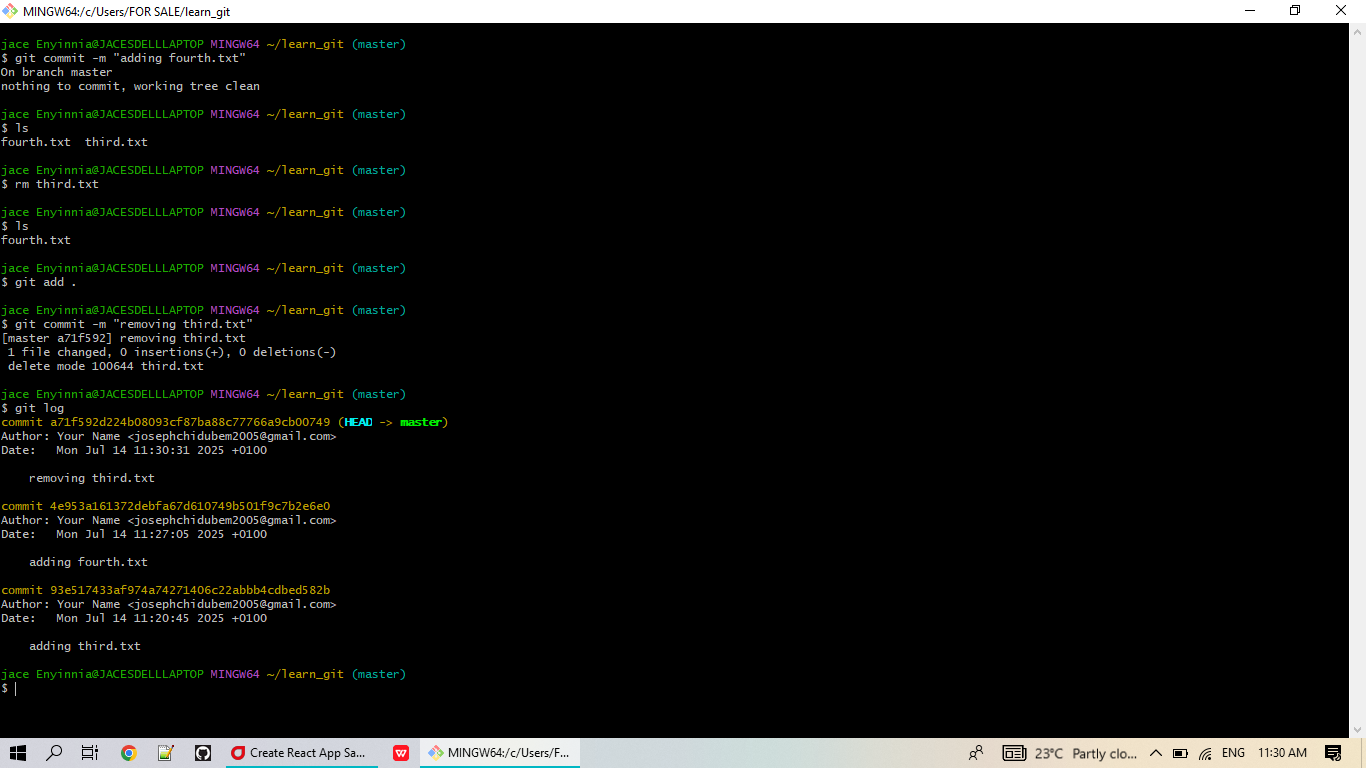 MINGW64:/c/Users/FOR SALE/learn_git
jace Enyinnia@JACESDELLLAPTOP MINGW64 ~/learn_git (master)
$ git commit -m "adding fourth.txt"
On branch master
nothing to commit, working tree clean
jace Enyinnia@JACESDELLLAPTOP MINGW64 ~/learn_git (master)
$ ls
fourth.txt  third.txt
jace Enyinnia@JACESDELLLAPTOP MINGW64 ~/learn_git (master)
$ rm third.txt
jace Enyinnia@JACESDELLLAPTOP MINGW64 ~/learn_git (master)
$ ls
fourth.txt
jace Enyinnia@JACESDELLLAPTOP MINGW64 ~/learn_git (master)
$ git add .
jace Enyinnia@JACESDELLLAPTOP MINGW64 ~/learn_git (master)
$ git commit -m "removing third.txt"
[master a71f592] removing third.txt
 1 file changed, 0 insertions(+), 0 deletions(-)
 delete mode 100644 third.txt
jace Enyinnia@JACESDELLLAPTOP MINGW64 ~/learn_git (master)
$ git log
commit a71f592d224b08093cf87ba88c77766a9cb00749 (HEAD -> master)
Author: Your Name <josephchidubem2005@gmail.com>
Date:   Mon Jul 14 11:30:31 2025 +0100
    removing third.txt
commit 4e953a161372debfa67d610749b501f9c7b2e6e0
Author: Your Name <josephchidubem2005@gmail.com>
Date:   Mon Jul 14 11:27:05 2025 +0100
    adding fourth.txt
commit 93e517433af974a74271406c22abbb4cdbed582b
Author: Your Name <josephchidubem2005@gmail.com>
Date:   Mon Jul 14 11:20:45 2025 +0100
    adding third.txt
jace Enyinnia@JACESDELLLAPTOP MINGW64 ~/learn_git (master)
$
Create React App Sa... MINGW64:/c/Users/F... 23°C Partly clo... ENG 11:30 AM